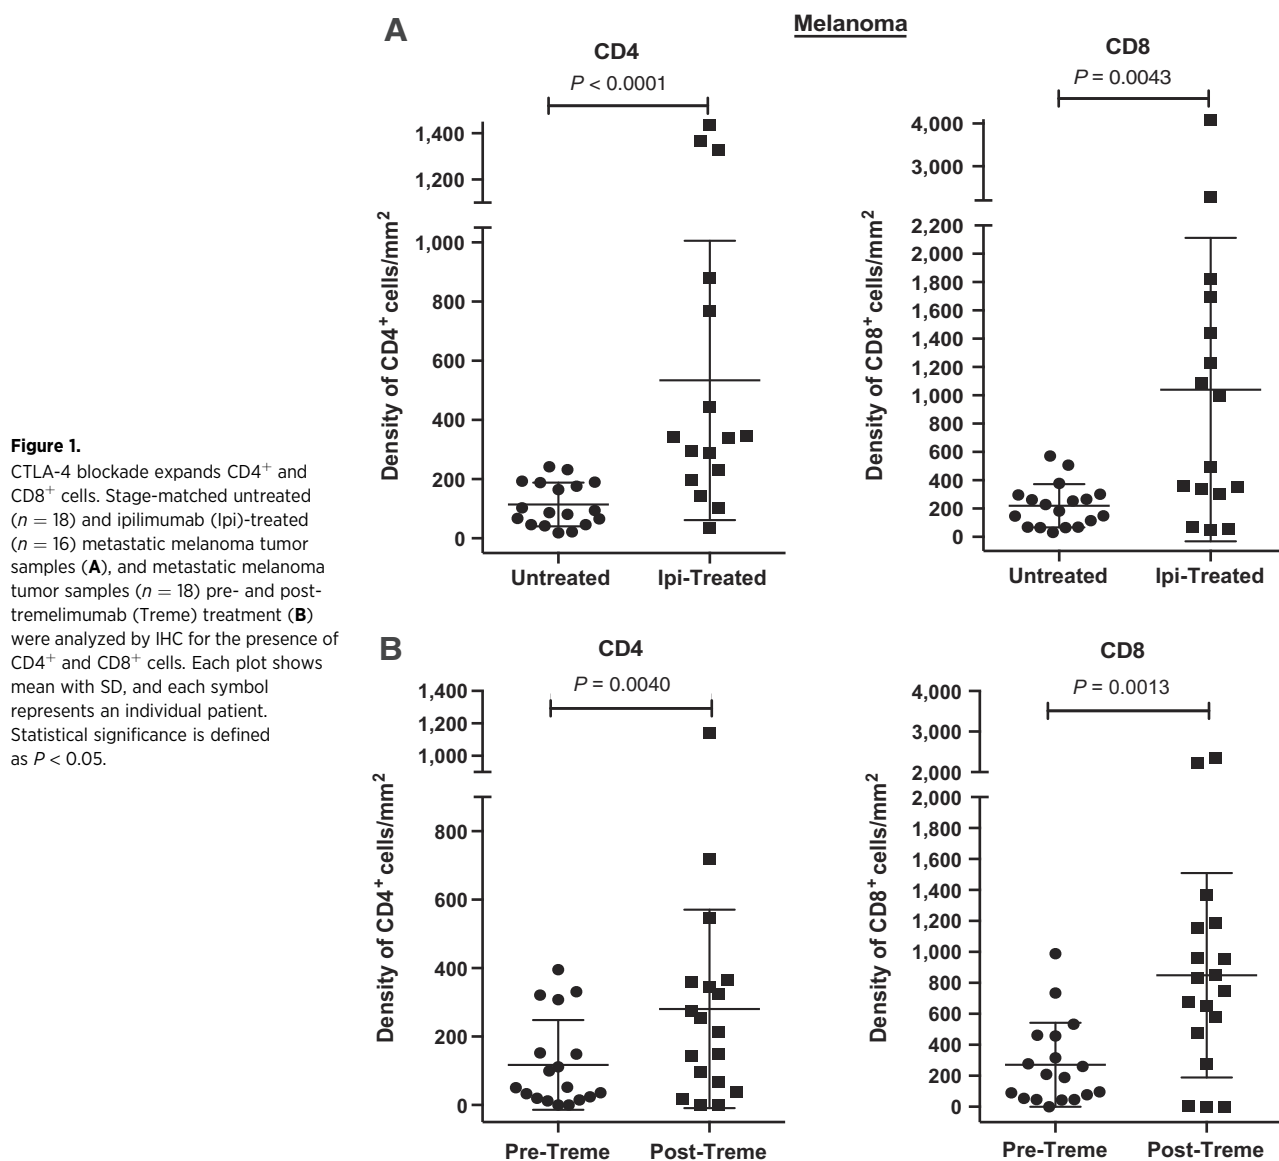 Figure 1.
CTLA-4 blockade expands CD4+ and
CD8+ cells. Stage-matched untreated
(n = 18) and ipilimumab (Ipi)-treated
(n = 16) metastatic melanoma tumor
samples (A), and metastatic melanoma
tumor samples (n = 18) pre- and post-
tremelimumab (Treme) treatment (B)
were analyzed by IHC for the presence of
CD4+ and CD8+ cells. Each plot shows
mean with SD, and each symbol
represents an individual patient.
Statistical significance is defined
as P < 0.05.
A
Melanoma
CD4
P < 0.0001
Density of CD4+ cells/mm2
1,400
1,200
1,000
800
600
400
200
0
Untreated
Ipi-Treated
CD8
P = 0.0043
Density of CD8+ cells/mm2
4,000
3,000
2,200
2,000
1,800
1,600
1,400
1,200
1,000
800
600
400
200
0
Untreated
Ipi-Treated
B
CD4
P = 0.0040
Density of CD4+ cells/mm2
1,400
1,200
1,000
800
600
400
200
0
Pre-Treme
Post-Treme
CD8
P = 0.0013
Density of CD8+ cells/mm2
4,000
3,000
2,000
2,000
1,800
1,600
1,400
1,200
1,000
800
600
400
200
0
Pre-Treme
Post-Treme